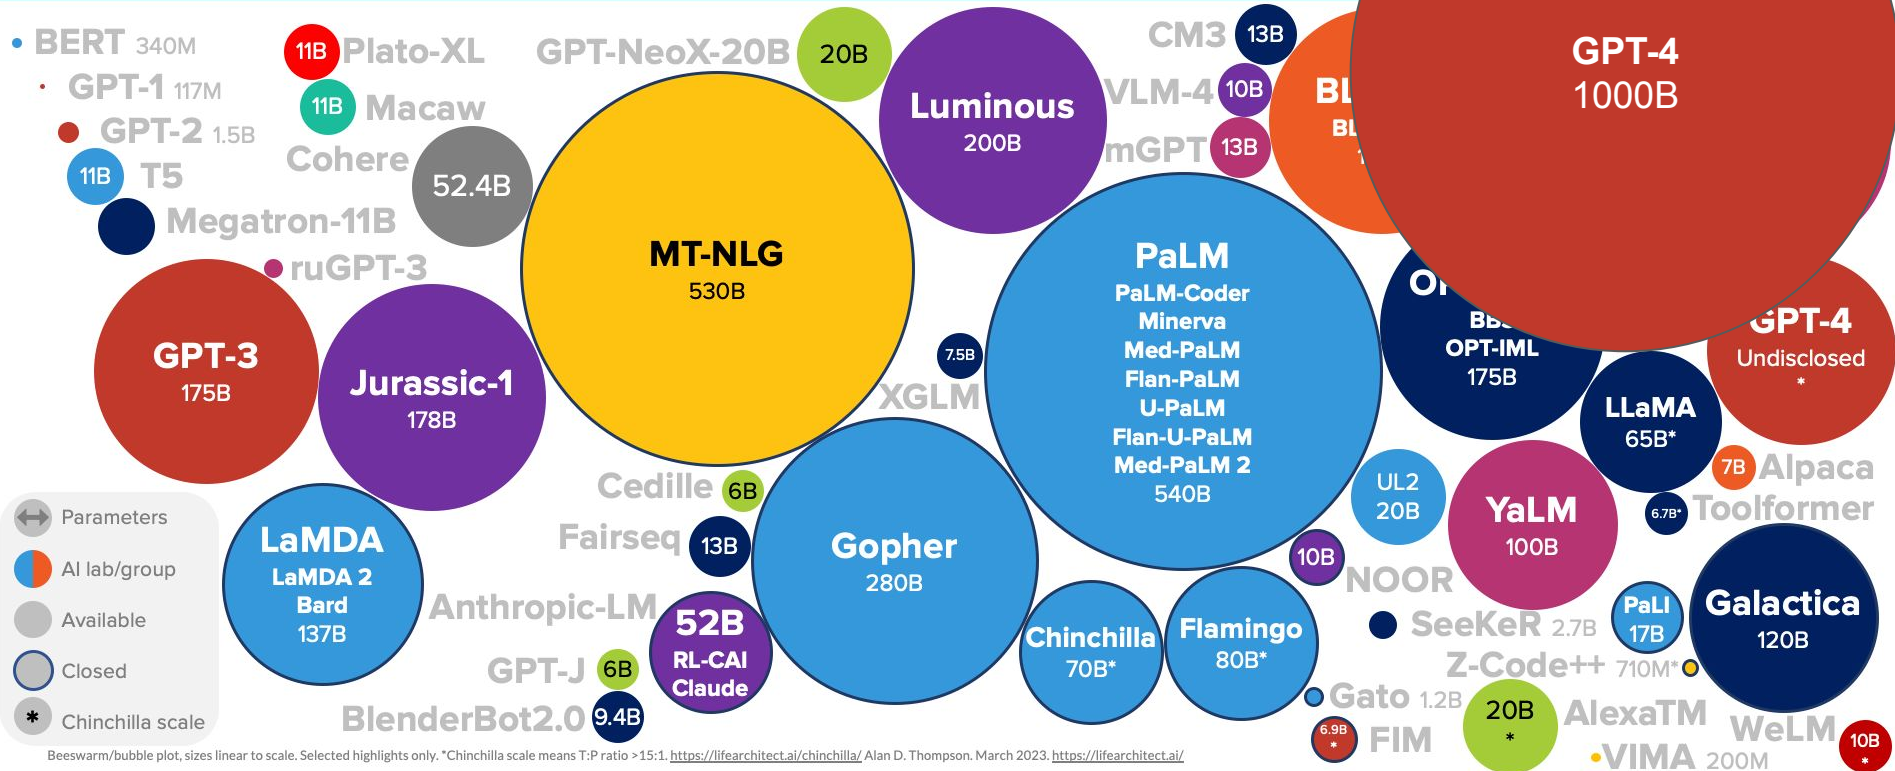 BERT 340M
GPT-1 117M
GPT-2 1.5B
11B T5
Megatron-11B
ruGPT-3
11B Plato-XL
11B Macaw
Cohere
52.4B
GPT-NeoX-20B 20B
Luminous
200B
CM3 13B
VLM-4 10B
mGPT 13B
BL
BL
1
GPT-4
1000B
MT-NLG
530B
PaLM
PaLM-Coder
Minerva
Med-PaLM
Flan-PaLM
U-PaLM
Flan-U-PaLM
Med-PaLM 2
540B
OPT-IML
175B
GPT-4
Undisclosed
*
GPT-3
175B
Jurassic-1
178B
7.5B
XGLM
LLaMA
65B*
7B Alpaca
6.7B* Toolformer
UL2
20B
YaLM
100B
Cedille 6B
Fairseq 13B
Gopher
280B
LaMDA
LaMDA 2
Bard
137B
Anthropic-LM
52B
RL-CAI
Claude
GPT-J 6B
BlenderBot2.0 9.4B
Chinchilla
70B*
Flamingo
80B*
10B
NOOR
SeeKeR 2.7B
PaLI
17B
Galactica
120B
Z-Code++ 710M*
Gato 1.2B
6.9B
*
FIM
20B
*
AlexaTM
WeLM
10B
*
VIMA 200M
Parameters
AI lab/group
Available
Closed
* Chinchilla scale
Beeswarm/bubble plot, sizes linear to scale. Selected highlights only. *Chinchilla scale means T:P ratio >15:1. https://lifearchitect.ai/chinchilla/ Alan D. Thompson. March 2023. https://lifearchitect.ai/